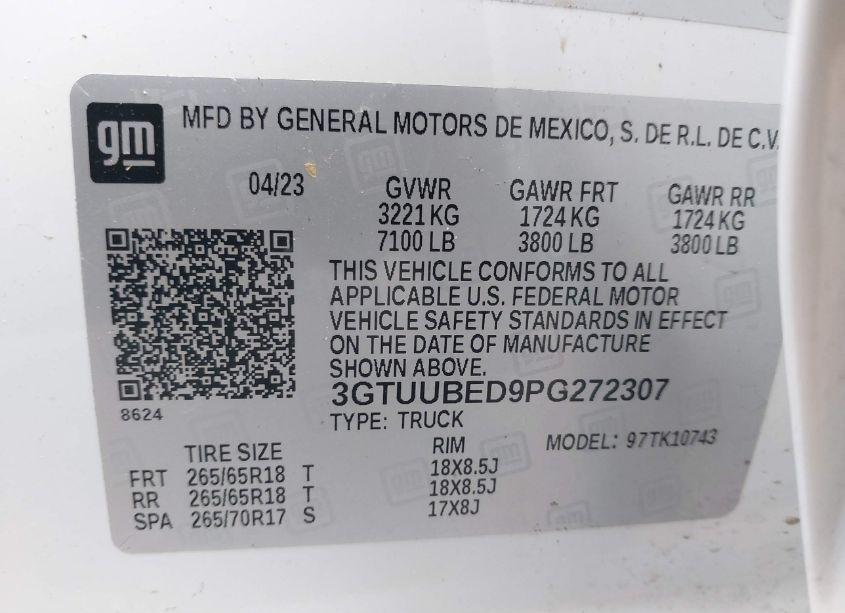 gm
MFD BY GENERAL MOTORS DE MEXICO, S. DE R.L. DE C.V.
04/23 GVWR GAWR FRT GAWR RR
3221 KG 1724 KG 1724 KG
7100 LB 3800 LB 3800 LB
THIS VEHICLE CONFORMS TO ALL
APPLICABLE U.S. FEDERAL MOTOR
VEHICLE SAFETY STANDARDS IN EFFECT
ON THE DATE OF MANUFACTURE
SHOWN ABOVE.
3GTUUBED9PG272307
8624
TYPE: TRUCK
TIRE SIZE RIM MODEL: 97TK10743
FRT 265/65R18 T 18X8.5J
RR 265/65R18 T 18X8.5J
SPA 265/70R17 S 17X8J